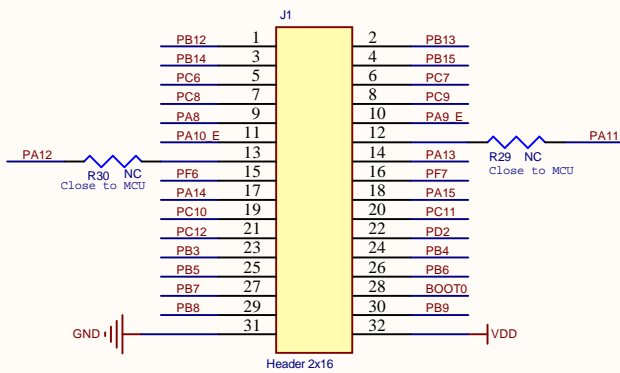 J1
PB12 1 2 PB13
PB14 3 4 PB15
PC6 5 6 PC7
PC8 7 8 PC9
PA8 9 10 PA9_E
PA10_E 11 12 PA11
R29 NC
Close to MCU
PA12 13 14 PA13
R30 NC
Close to MCU
PF6 15 16 PF7
PA14 17 18 PA15
PC10 19 20 PC11
PC12 21 22 PD2
PB3 23 24 PB4
PB5 25 26 PB6
PB7 27 28 BOOT0
PB8 29 30 PB9
GND 31 32 VDD
Header 2x16